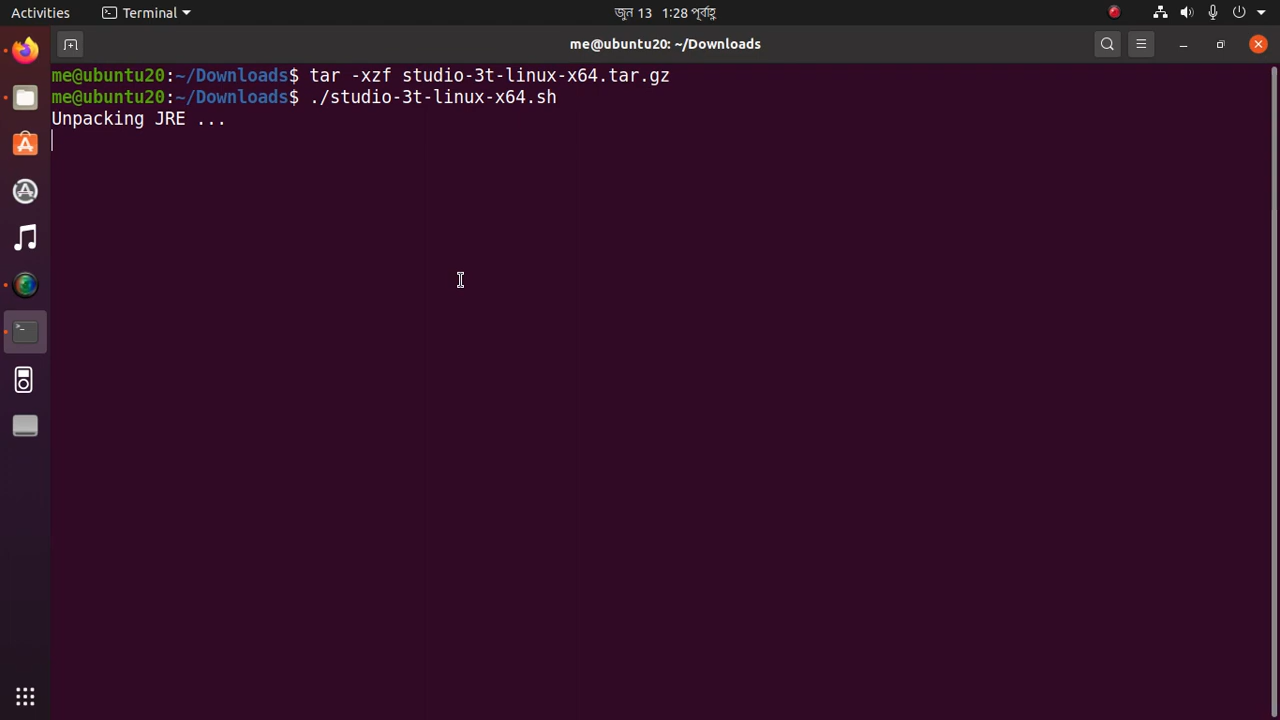 Activities
Terminal
জুন 13 1:28 পূর্বাহ্ণ
me@ubuntu20: ~/Downloads
me@ubuntu20:~/Downloads$ tar -xzf studio-3t-linux-x64.tar.gz
me@ubuntu20:~/Downloads$ ./studio-3t-linux-x64.sh
Unpacking JRE ...